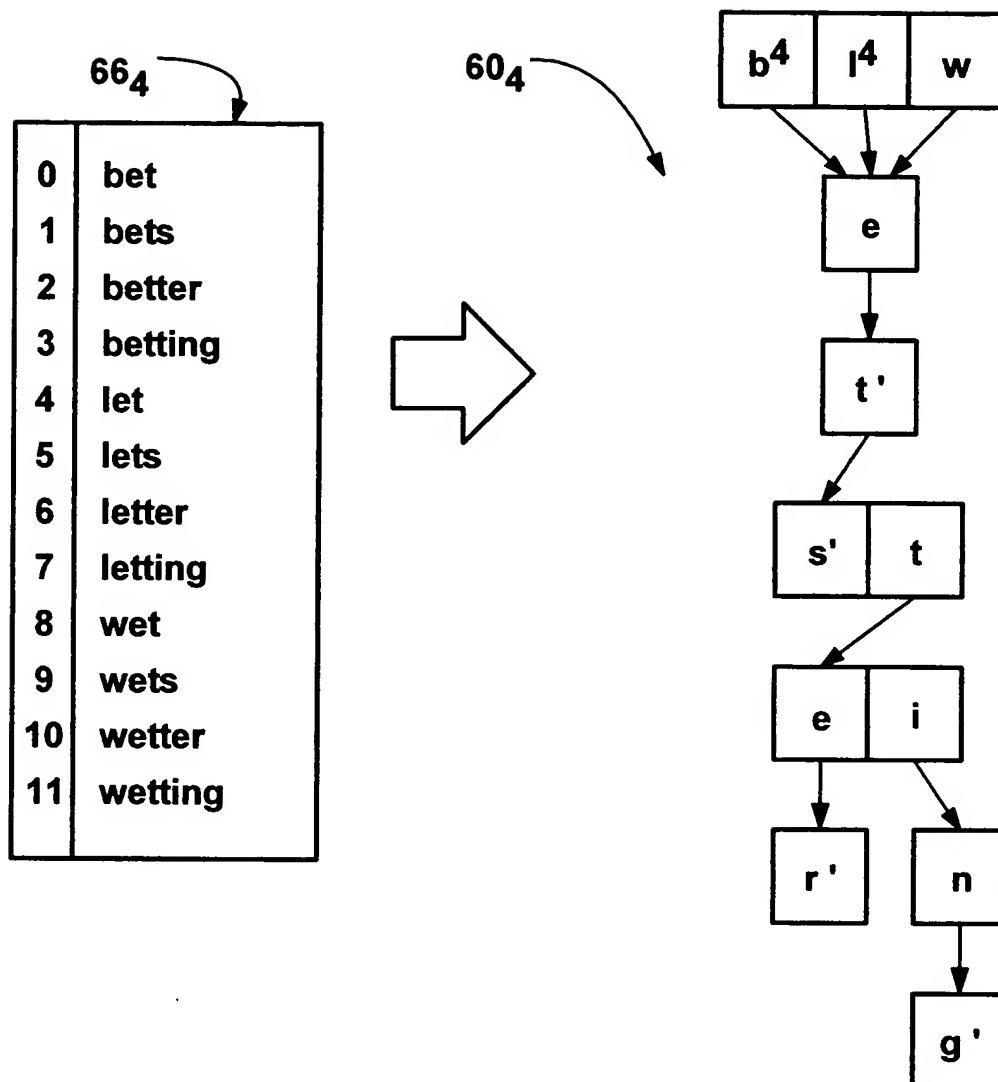 66₄
0 bet
1 bets
2 better
3 betting
4 let
5 lets
6 letter
7 letting
8 wet
9 wets
10 wetter
11 wetting
60₄
b⁴ l⁴ w
e
t'
s' t
e i
r' n
g'